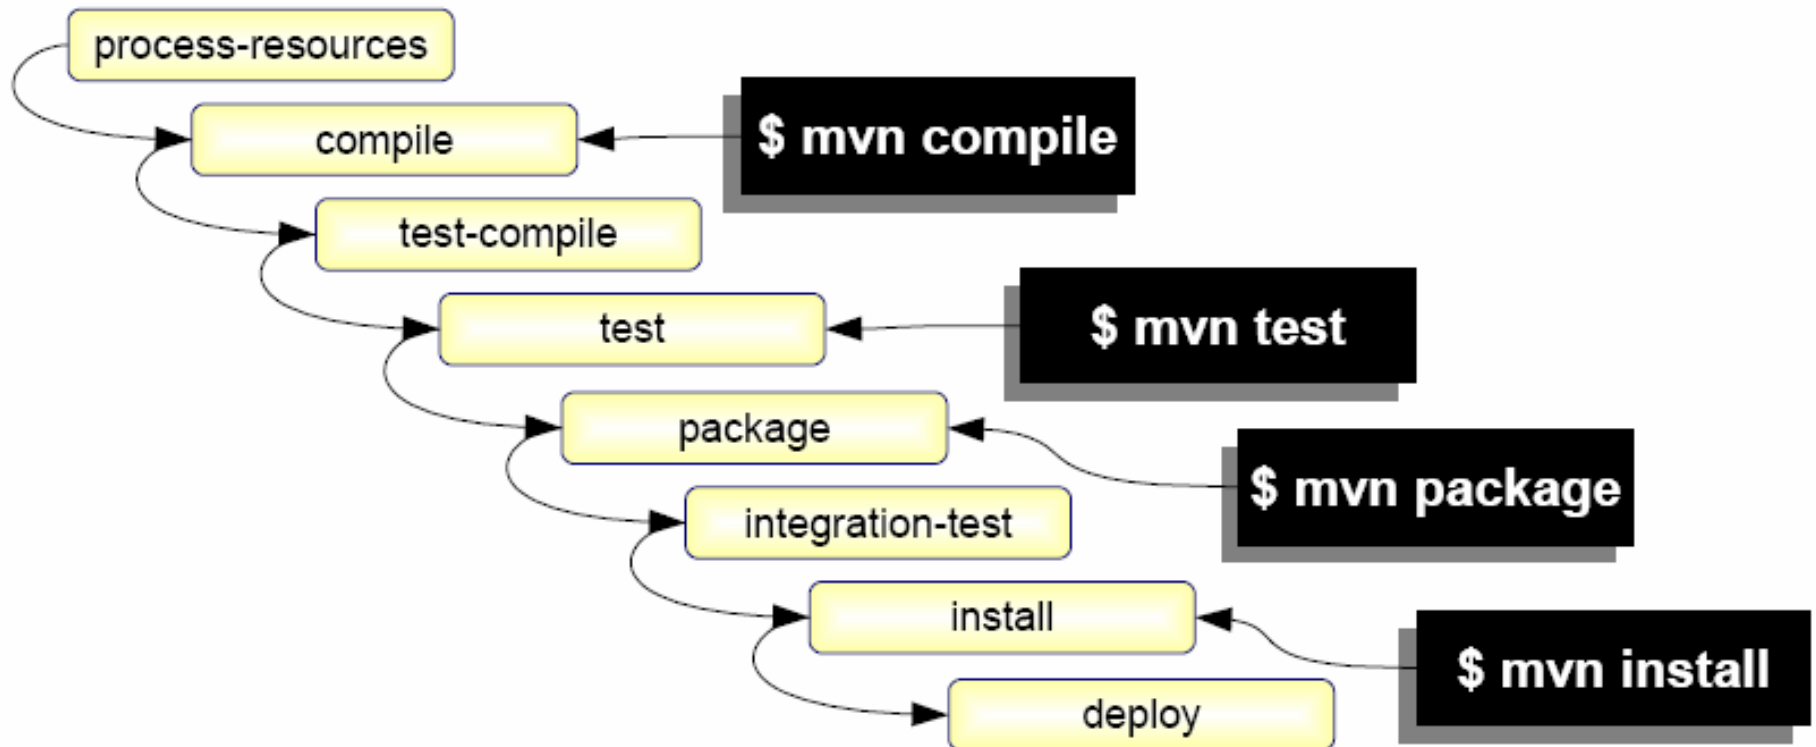 process-resources
compile
$ mvn compile
test-compile
test
$ mvn test
package
$ mvn package
integration-test
install
$ mvn install
deploy